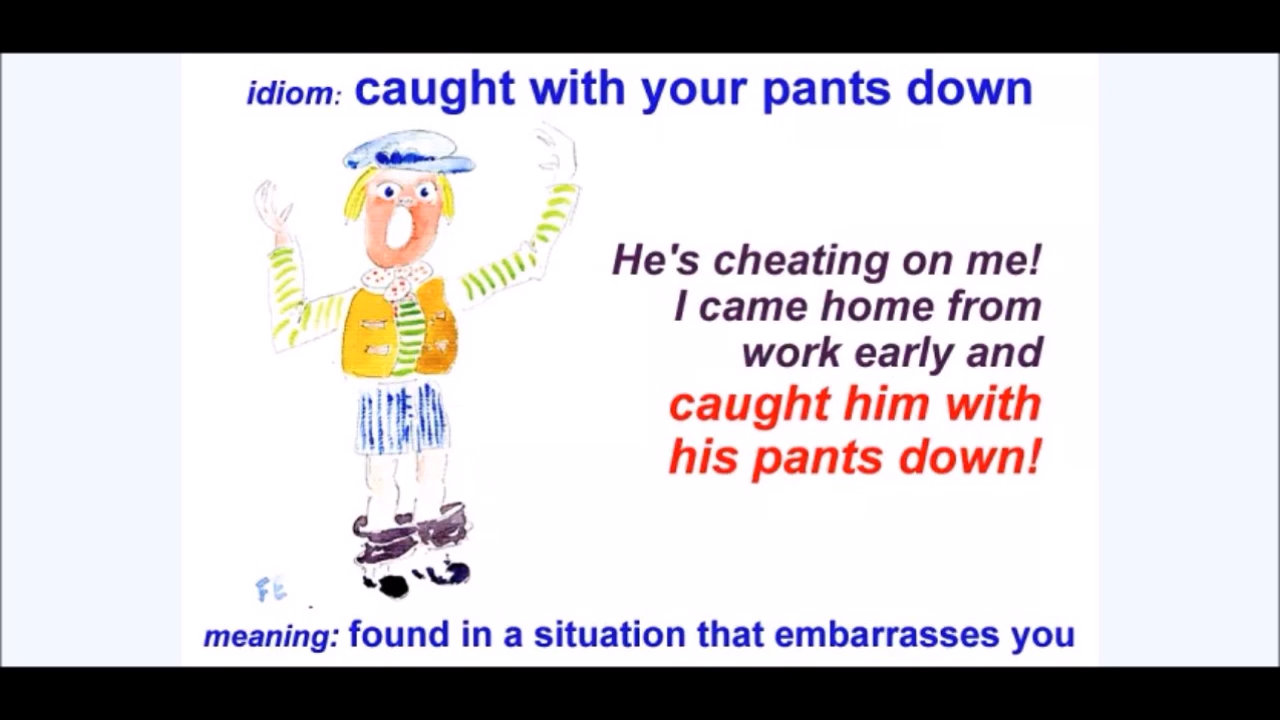 idiom: caught with your pants down
He's cheating on me!
I came home from
work early and
caught him with
his pants down!
FE
meaning: found in a situation that embarrasses you